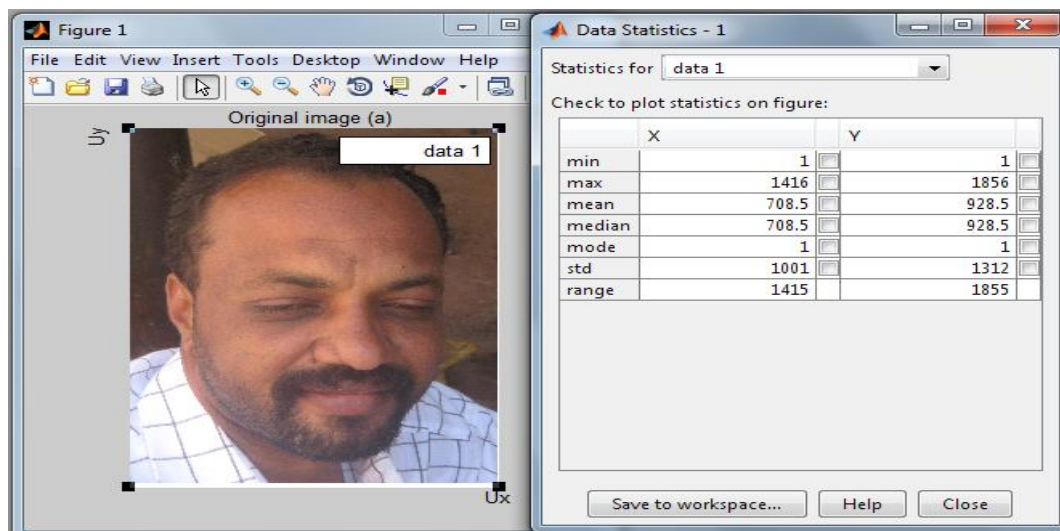 Figure 1
File Edit View Insert Tools Desktop Window Help
Original image (a)
Uy
data 1
Ux
Data Statistics - 1
Statistics for data 1
Check to plot statistics on figure:
X Y
min 1 1
max 1416 1856
mean 708.5 928.5
median 708.5 928.5
mode 1 1
std 1001 1312
range 1415 1855
Save to workspace... Help Close